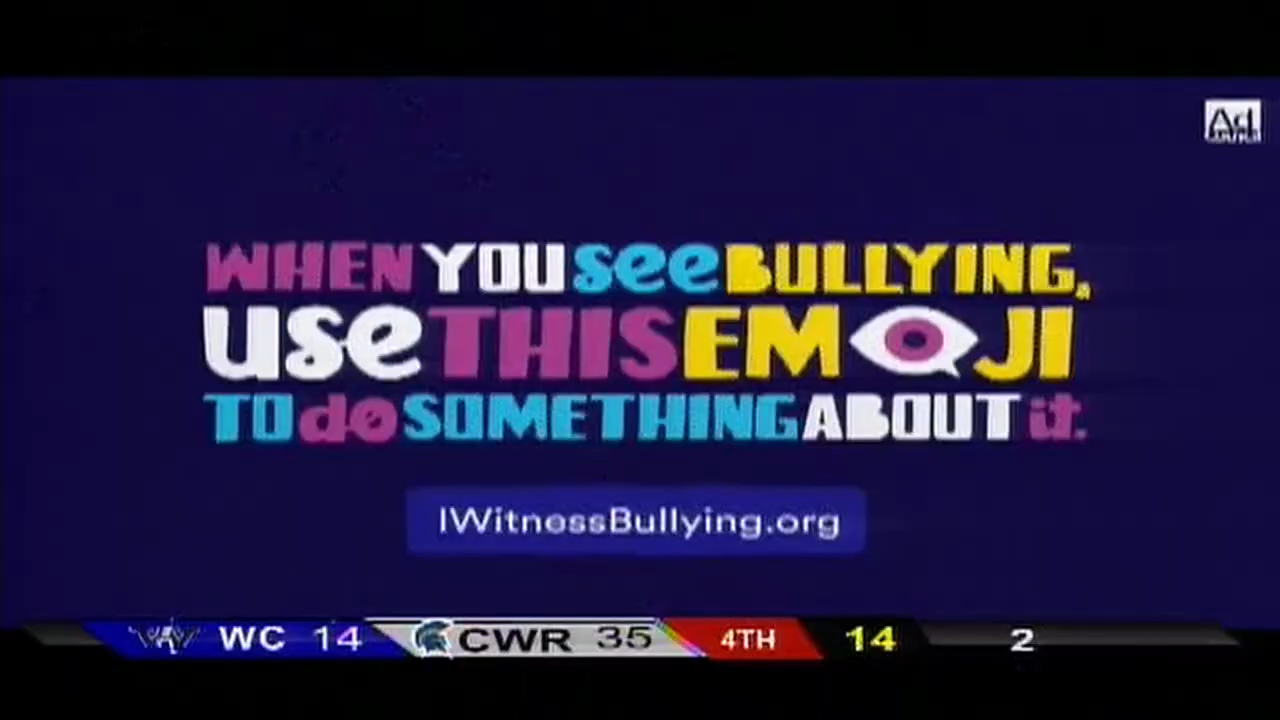 Ad
WHEN YOU see BULLYING,
use THIS EMOJI
TO do SOMETHING ABOUT it.
IWitnessBullying.org
WC 14 CWR 35 4TH 14 2